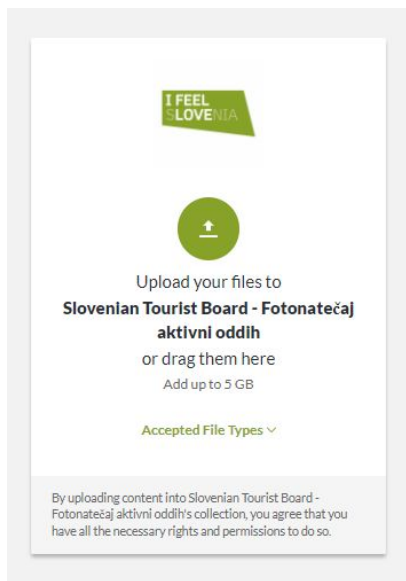 I FEEL
SLOVENIA
Upload your files to
Slovenian Tourist Board - Fotonatečaj
aktivni oddih
or drag them here
Add up to 5 GB
Accepted File Types
By uploading content into Slovenian Tourist Board -
Fotonatečaj aktivni oddih's collection, you agree that you
have all the necessary rights and permissions to do so.